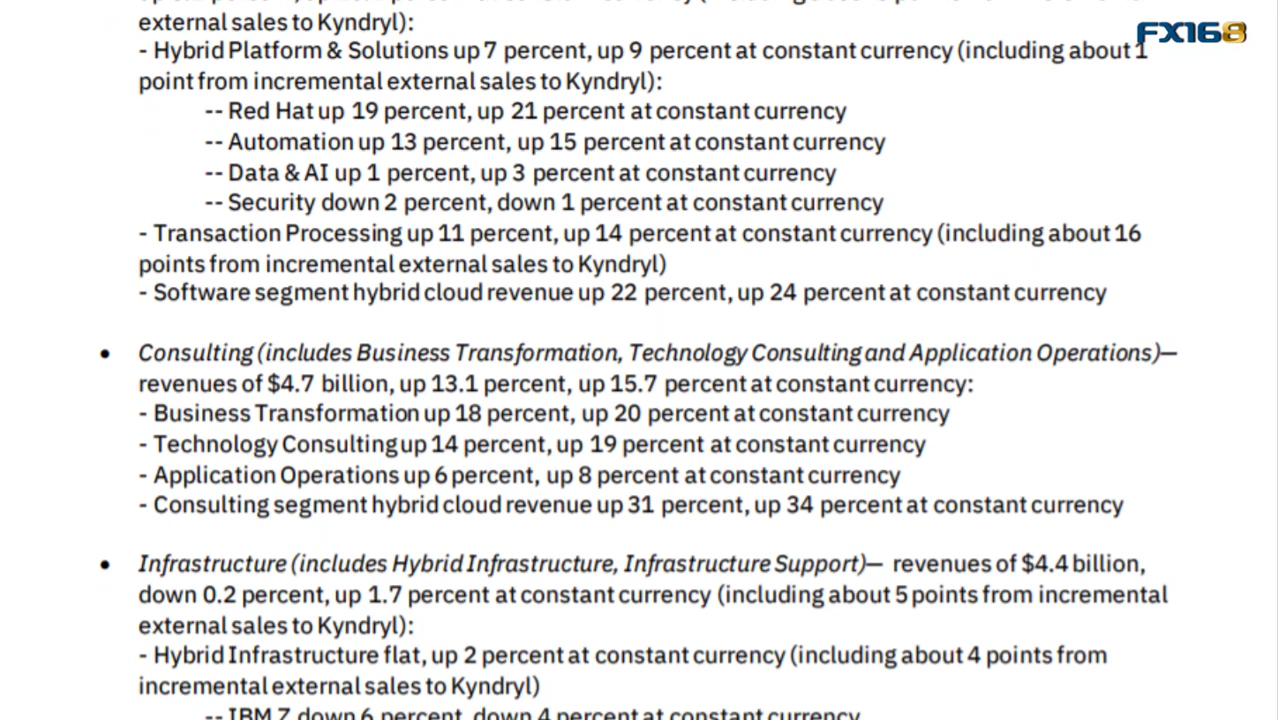 external sales to Kyndryl):
FX168
- Hybrid Platform & Solutions up 7 percent, up 9 percent at constant currency (including about 1
point from incremental external sales to Kyndryl):
-- Red Hat up 19 percent, up 21 percent at constant currency
-- Automation up 13 percent, up 15 percent at constant currency
-- Data & AI up 1 percent, up 3 percent at constant currency
-- Security down 2 percent, down 1 percent at constant currency
- Transaction Processing up 11 percent, up 14 percent at constant currency (including about 16
points from incremental external sales to Kyndryl)
- Software segment hybrid cloud revenue up 22 percent, up 24 percent at constant currency
• Consulting (includes Business Transformation, Technology Consulting and Application Operations)—
revenues of $4.7 billion, up 13.1 percent, up 15.7 percent at constant currency:
- Business Transformation up 18 percent, up 20 percent at constant currency
- Technology Consulting up 14 percent, up 19 percent at constant currency
- Application Operations up 6 percent, up 8 percent at constant currency
- Consulting segment hybrid cloud revenue up 31 percent, up 34 percent at constant currency
• Infrastructure (includes Hybrid Infrastructure, Infrastructure Support)— revenues of $4.4 billion,
down 0.2 percent, up 1.7 percent at constant currency (including about 5 points from incremental
external sales to Kyndryl):
- Hybrid Infrastructure flat, up 2 percent at constant currency (including about 4 points from
incremental external sales to Kyndryl)
-- IBM Z down 6 percent, down 4 percent at constant currency